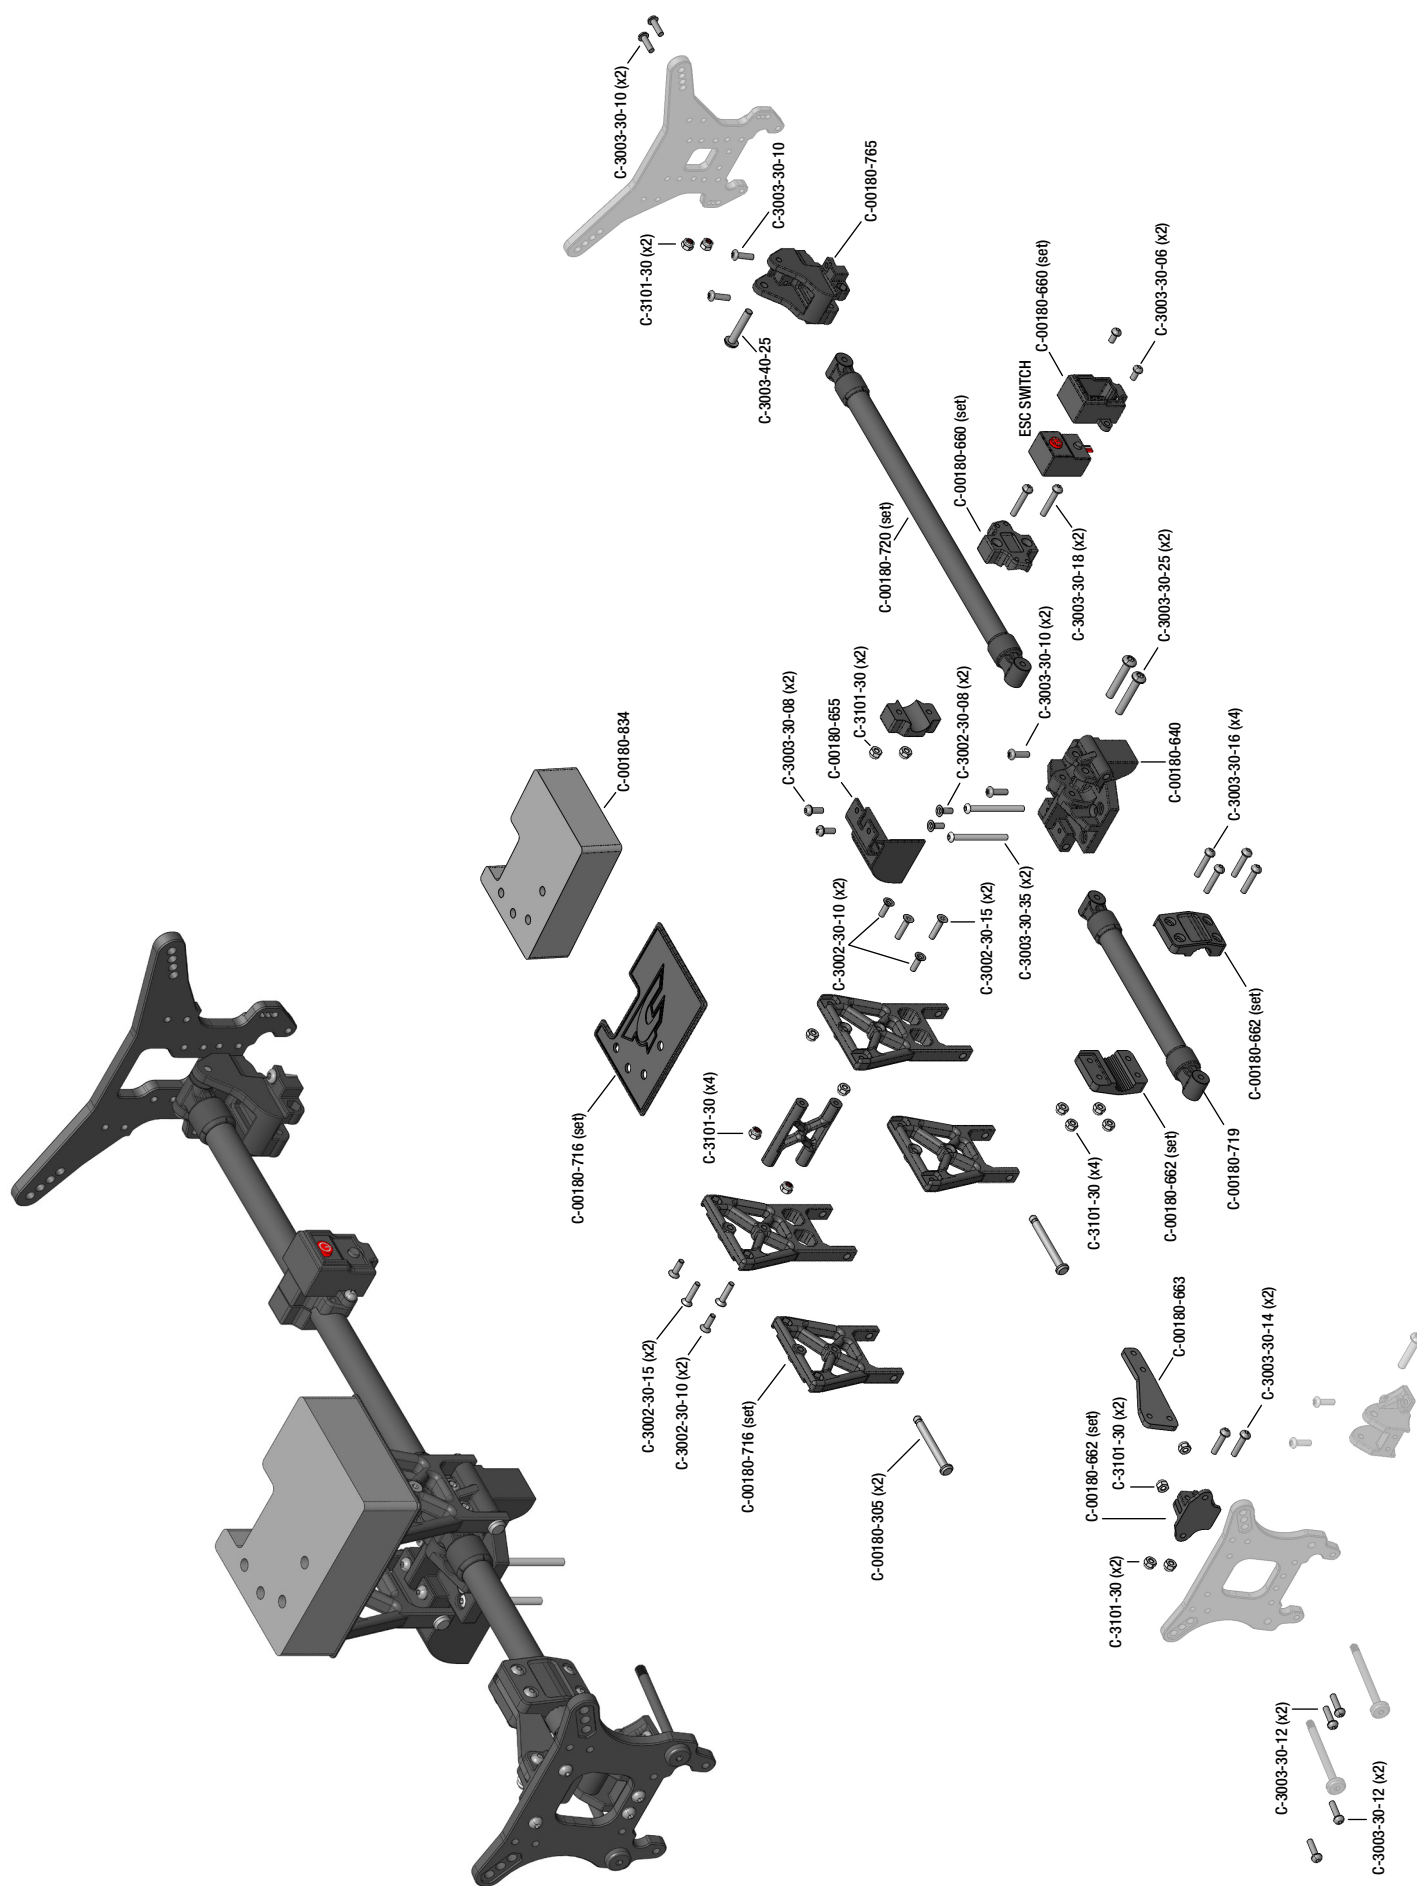 C-3003-30-10 (x2)
C-3003-30-10
C-00180-765
C-3101-30 (x2)
C-3003-40-25
C-00180-660 (set)
C-3003-30-06 (x2)
ESC SWITCH
C-00180-660 (set)
C-00180-720 (set)
C-3003-30-18 (x2)
C-3003-30-25 (x2)
C-3003-30-10 (x2)
C-3101-30 (x2)
C-3002-30-08 (x2)
C-3003-30-08 (x2)
C-00180-655
C-00180-834
C-00180-640
C-3003-30-16 (x4)
C-3002-30-10 (x2)
C-3002-30-15 (x2)
C-3003-30-35 (x2)
C-00180-662 (set)
C-00180-716 (set)
C-3101-30 (x4)
C-3101-30 (x4)
C-00180-662 (set)
C-00180-719
C-3002-30-15 (x2)
C-3002-30-10 (x2)
C-00180-716 (set)
C-00180-305 (x2)
C-00180-663
C-3003-30-14 (x2)
C-3101-30 (x2)
C-00180-662 (set)
C-3101-30 (x2)
C-3003-30-12 (x2)
C-3003-30-12 (x2)